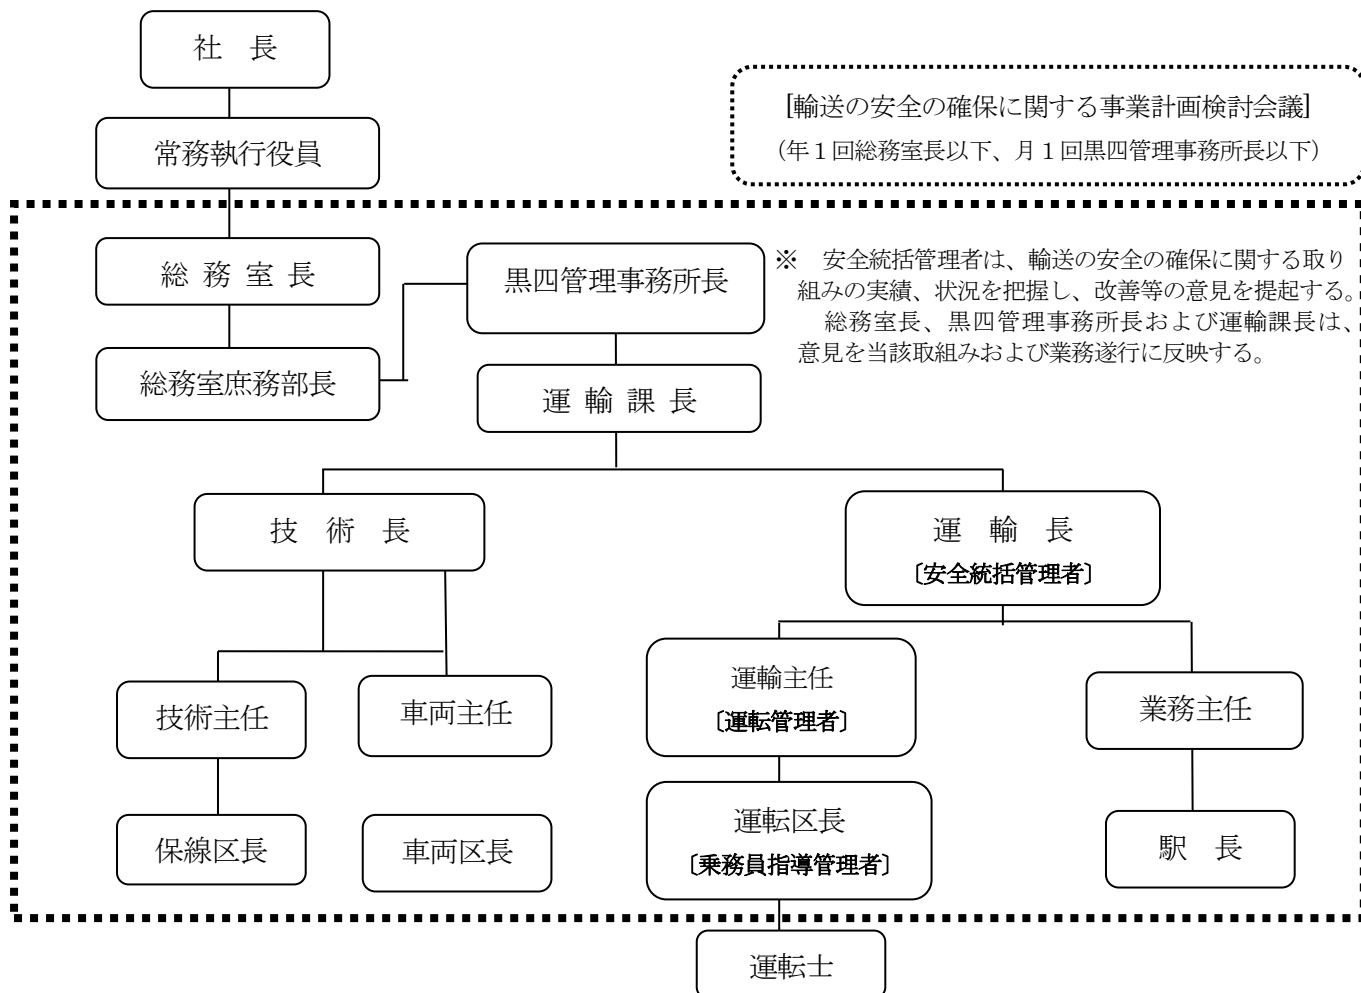 社　長
[輸送の安全の確保に関する事業計画検討会議]
（年１回総務室長以下、月１回黒四管理事務所長以下）
常務執行役員
総 務 室 長
黒四管理事務所長
※　安全統括管理者は、輸送の安全の確保に関する取り
組みの実績、状況を把握し、改善等の意見を提起する。
総務室長、黒四管理事務所長および運輸課長は、
意見を当該取組みおよび業務遂行に反映する。
総務室庶務部長
運 輸 課 長
技　術　長
運　輸　長
〔安全統括管理者〕
技術主任
車両主任
運輸主任
〔運転管理者〕
業務主任
保線区長
車両区長
運転区長
〔乗務員指導管理者〕
駅　長
運転士